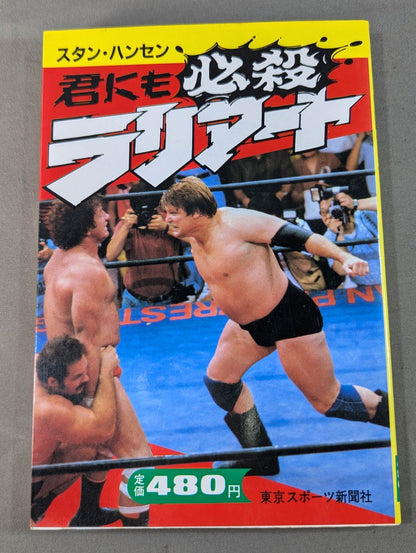 スタン・ハンセン
君にも必殺
ラリアート
定価480円
東京スポーツ新聞社